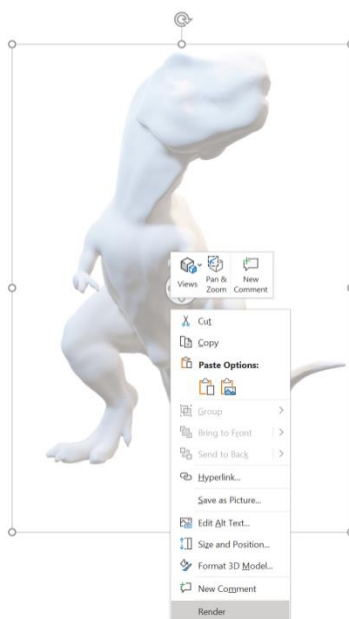 Views
Pan &
Zoom
New
Comment
Cut
Copy
Paste Options:
Group
Bring to Front
Send to Back
Hyperlink...
Save as Picture...
Edit Alt Text...
Size and Position...
Format 3D Model...
New Comment
Render